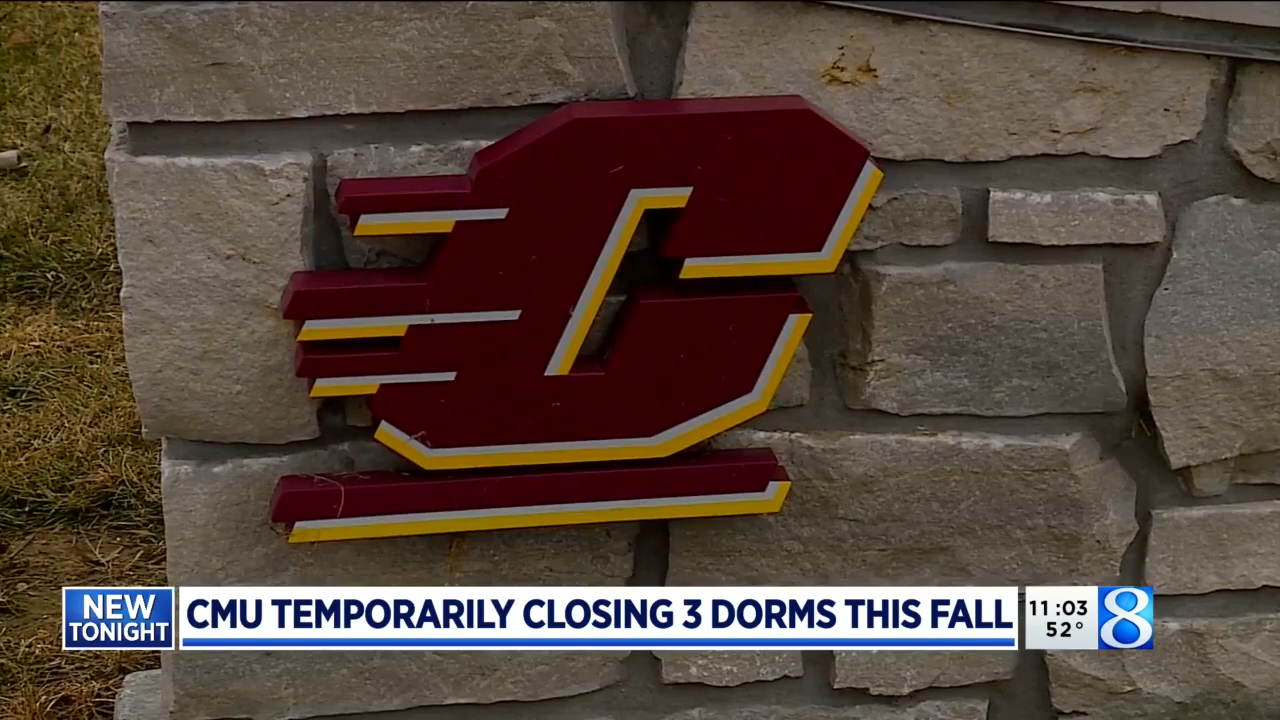 C
NEW
TONIGHT
CMU TEMPORARILY CLOSING 3 DORMS THIS FALL
11:03
52°
8